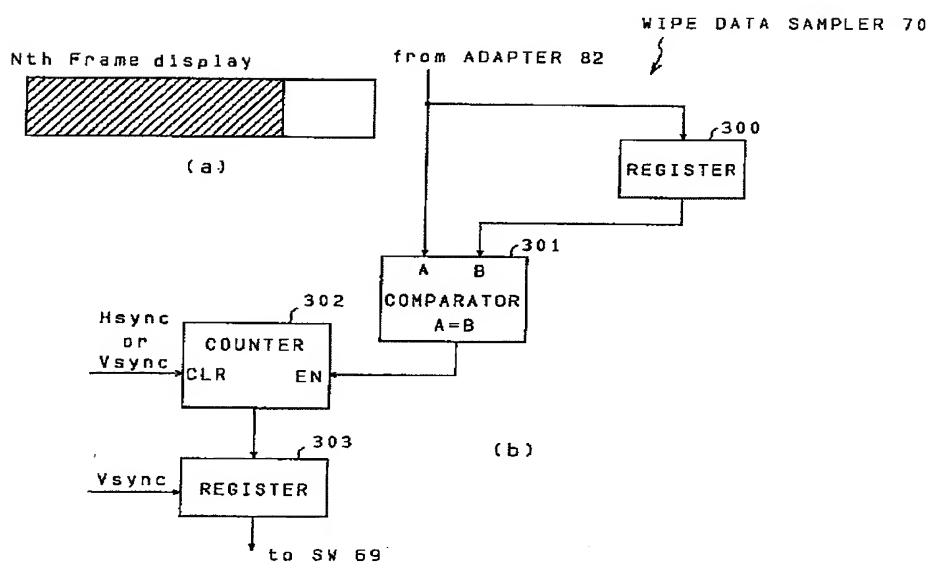 WIPE DATA SAMPLER 70
Nth Frame display
from ADAPTER 82
(a)
300
REGISTER
301
A B
COMPARATOR
A=B
302
Hsync
or
Vsync
COUNTER
CLR EN
303
(b)
Vsync
REGISTER
to SW 69